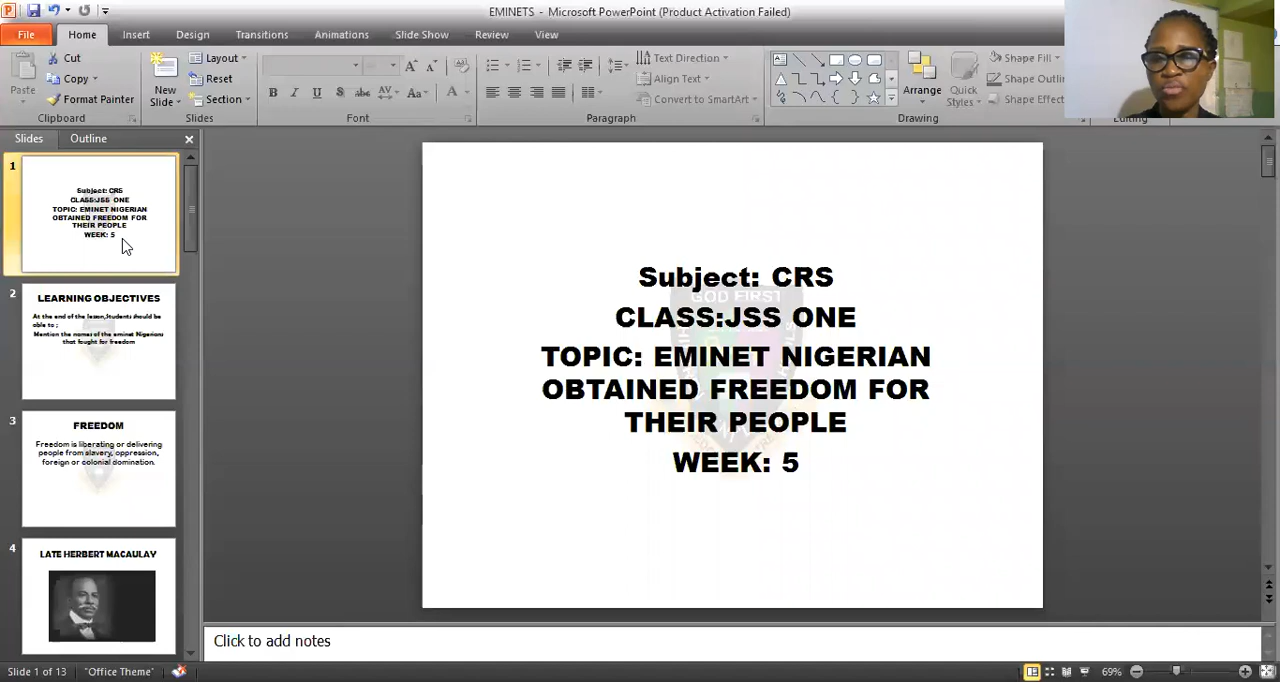 EMINETS - Microsoft PowerPoint (Product Activation Failed)
File Home Insert Design Transitions Animations Slide Show Review View
Paste
Cut
Copy
Format Painter
Clipboard
New
Slide
Layout
Reset
Section
Slides
Font
Text Direction
Align Text
Convert to SmartArt
Paragraph
Arrange
Quick
Styles
Shape Fill
Shape Outli
Shape Effect
Drawing
Editing
Slides Outline
1
Subject: CRS
CLASS:JSS ONE
TOPIC: EMINET NIGERIAN
OBTAINED FREEDOM FOR
THEIR PEOPLE
WEEK: 5
2
LEARNING OBJECTIVES
At the end of the lesson,students should be
able to ;
Mention the names of the eminet Nigerians
that fought for freedom
3
FREEDOM
Freedom is liberating or delivering
people from slavery, oppression,
foreign or colonial domination.
4
LATE HERBERT MACAULAY
GOD FIRST
Subject: CRS
CLASS:JSS ONE
TOPIC: EMINET NIGERIAN
OBTAINED FREEDOM FOR
THEIR PEOPLE
WEEK: 5
Click to add notes
Slide 1 of 13 "Office Theme" 69%